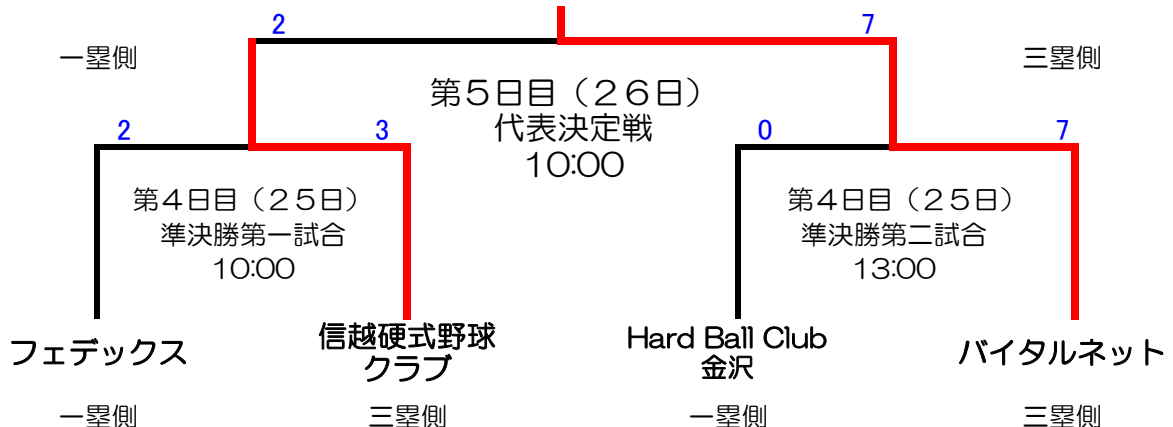 2
7
一塁側
三塁側
第5日目（26日）
代表決定戦
10:00
2
3
0
7
第4日目（25日）
準決勝第一試合
10:00
第4日目（25日）
準決勝第二試合
13:00
フェデックス
信越硬式野球
クラブ
Hard Ball Club
金沢
バイタルネット
一塁側
三塁側
一塁側
三塁側